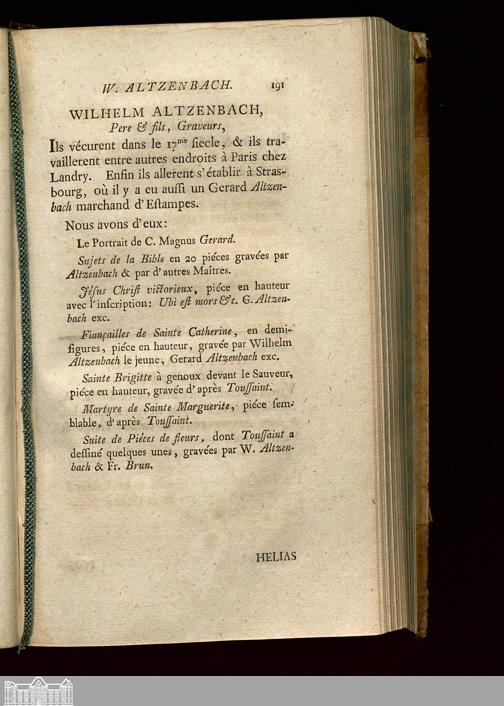 W. ALTZENBACH. 191
WILHELM ALTZENBACH,
Pere & fils, Graveurs,
Ils vécurent dans le 17me ſiecle, & ils tra-
vaillerent entre autres endroits à Paris chez
Landry. Enfin ils allerent s'établir à Stras-
bourg, où il y a eu auſſi un Gerard Altzen-
bach marchand d'Eſtampes.
Nous avons d'eux:
Le Portrait de C. Magnus Gerard.
Sujets de la Bible en 20 piéces gravées par
Altzenbach & par d'autres Maîtres.
Jéſus Chriſt victorieux, piéce en hauteur
avec l'inſcription: Ubi eſt mors &c. G. Altzen-
bach exc.
Fiançailles de Sainte Catherine, en demi-
figures, piéce en hauteur, gravée par Wilhelm
Altzenbach le jeune, Gerard Altzenbach exc.
Sainte Brigitte à genoux devant le Sauveur,
piéce en hauteur, gravée d'après Touſſaint.
Martyre de Sainte Marguerite, piéce ſem-
blable, d'après Touſſaint.
Suite de Piéces de fleurs, dont Touſſaint a
deſſiné quelques unes, gravées par W. Altzen-
bach & Fr. Brun.
HELIAS